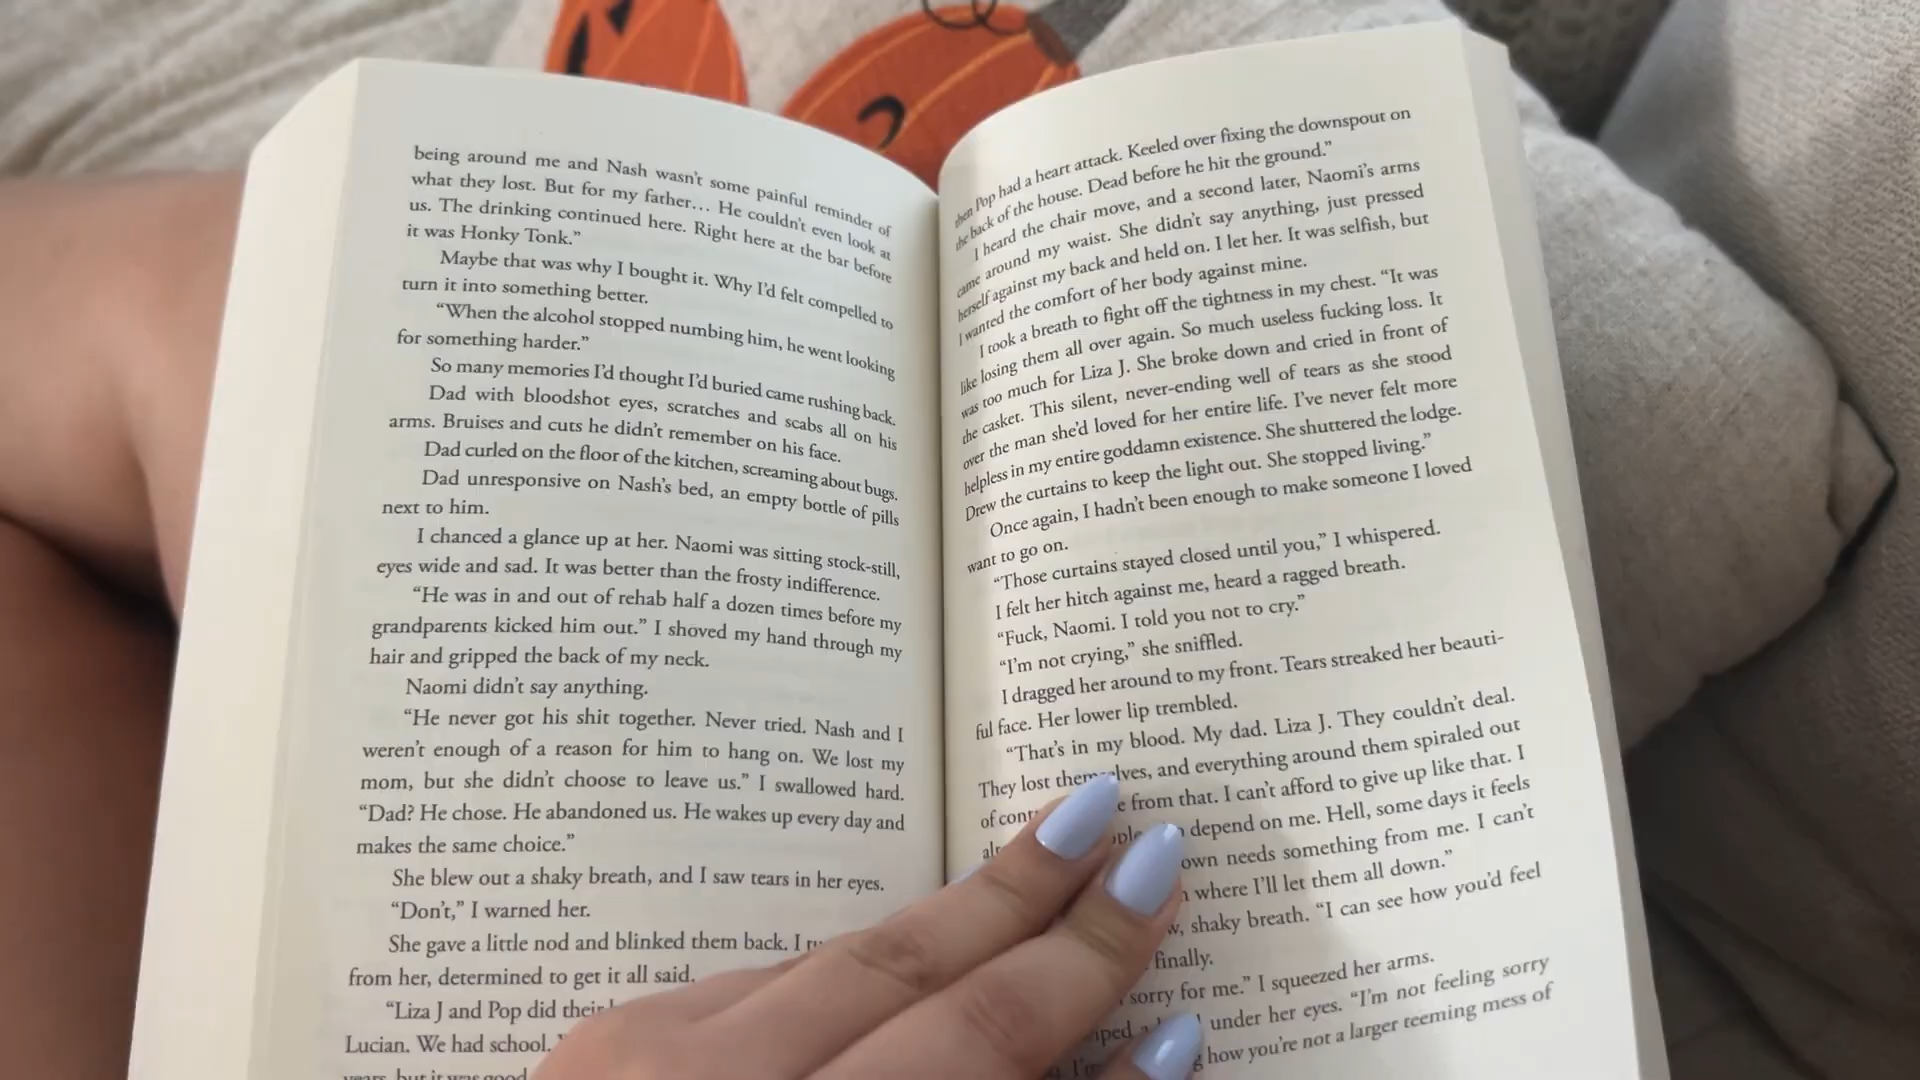 being around me and Nash wasn't some painful reminder of
what they lost. But for my father… He couldn't even look at
us. The drinking continued here. Right here at the bar before
it was Honky Tonk.”
Maybe that was why I bought it. Why I'd felt compelled to
turn it into something better.
“When the alcohol stopped numbing him, he went looking
for something harder.”
So many memories I'd thought I'd buried came rushing back.
Dad with bloodshot eyes, scratches and scabs all on his
arms. Bruises and cuts he didn't remember on his face.
Dad curled on the floor of the kitchen, screaming about bugs.
Dad unresponsive on Nash's bed, an empty bottle of pills
next to him.
I chanced a glance up at her. Naomi was sitting stock-still,
eyes wide and sad. It was better than the frosty indifference.
“He was in and out of rehab half a dozen times before my
grandparents kicked him out.” I shoved my hand through my
hair and gripped the back of my neck.
Naomi didn't say anything.
“He never got his shit together. Never tried. Nash and I
weren't enough of a reason for him to hang on. We lost my
mom, but she didn't choose to leave us.” I swallowed hard.
“Dad? He chose. He abandoned us. He wakes up every day and
makes the same choice.”
She blew out a shaky breath, and I saw tears in her eyes.
“Don't,” I warned her.
She gave a little nod and blinked them back. I
from her, determined to get it all said.
“Liza J and Pop did their
Lucian. We had school.
years, but it was good
then Pop had a heart attack. Keeled over fixing the downspout on
the back of the house. Dead before he hit the ground.”
I heard the chair move, and a second later, Naomi's arms
came around my waist. She didn't say anything, just pressed
herself against my back and held on. I let her. It was selfish, but
I wanted the comfort of her body against mine.
I took a breath to fight off the tightness in my chest. “It was
like losing them all over again. So much useless fucking loss. It
was too much for Liza J. She broke down and cried in front of
the casket. This silent, never-ending well of tears as she stood
over the man she'd loved for her entire life. I've never felt more
helpless in my entire goddamn existence. She shuttered the lodge.
Drew the curtains to keep the light out. She stopped living.”
Once again, I hadn't been enough to make someone I loved
want to go on.
“Those curtains stayed closed until you,” I whispered.
I felt her hitch against me, heard a ragged breath.
“Fuck, Naomi. I told you not to cry.”
“I'm not crying,” she sniffled.
I dragged her around to my front. Tears streaked her beauti-
ful face. Her lower lip trembled.
“That's in my blood. My dad. Liza J. They couldn't deal.
They lost themselves, and everything around them spiraled out
of from that. I can't afford to give up like that. I
depend on me. Hell, some days it feels
needs something from me. I can't
where I'll let them all down.”
shaky breath. “I can see how you'd feel
finally.
sorry for me.” I squeezed her arms.
under her eyes. “I'm not feeling sorry
how you're not a larger teeming mess of